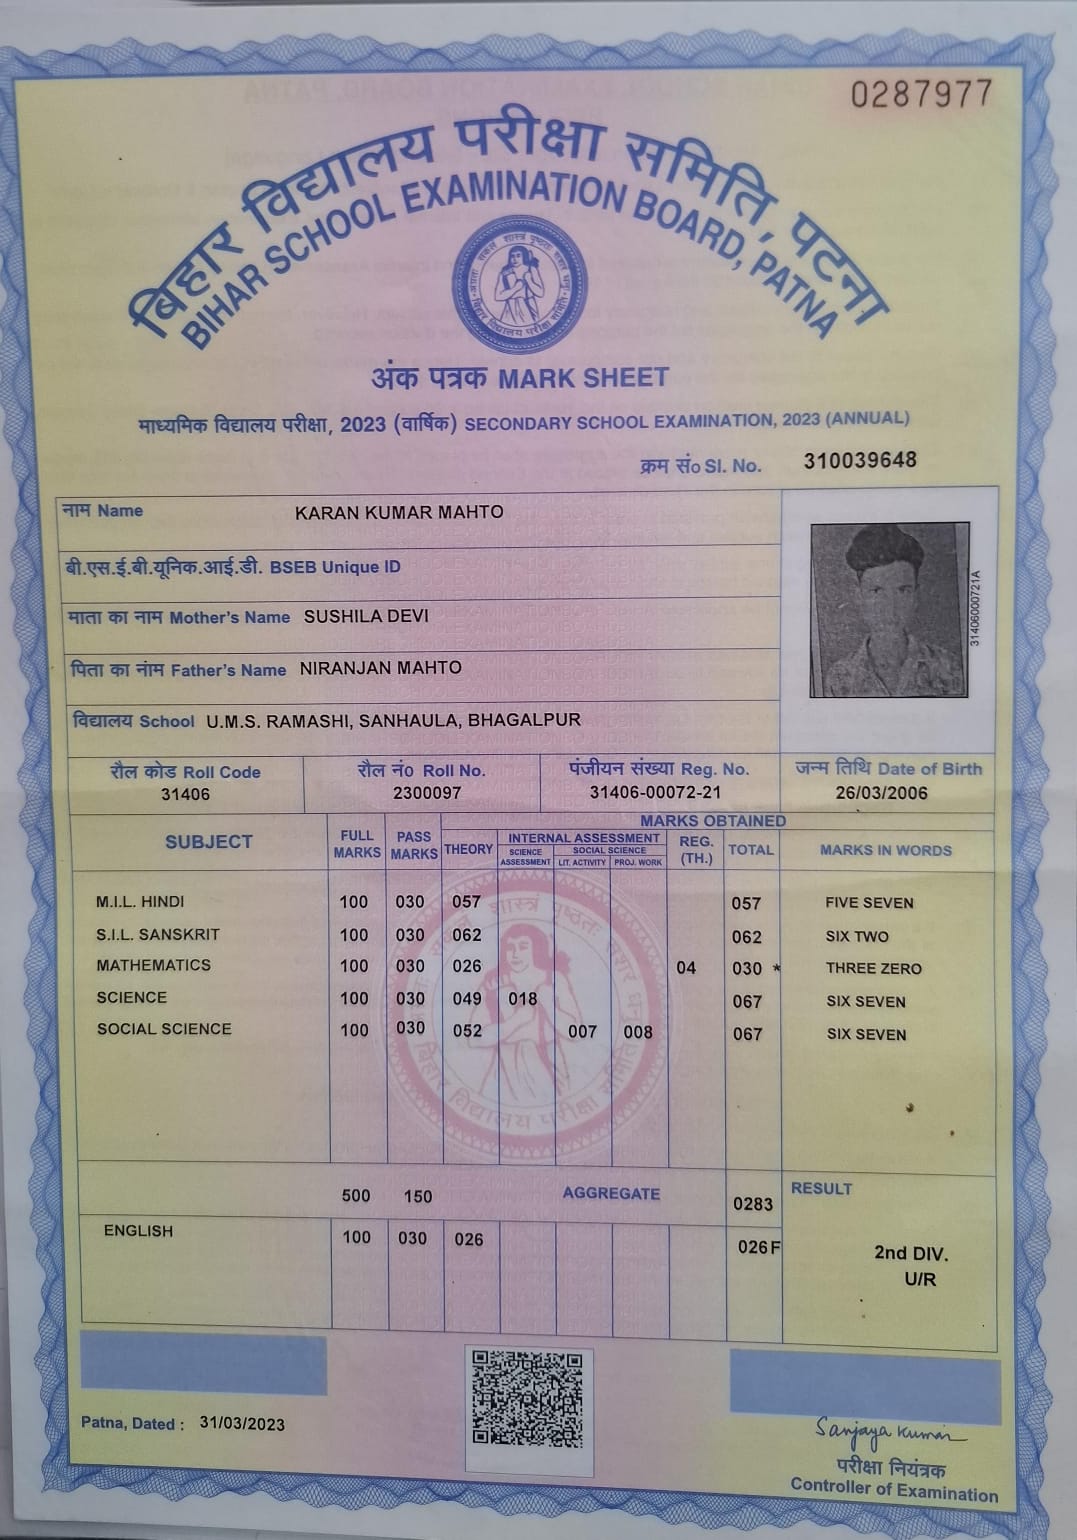 0287977
बिहार विद्यालय परीक्षा समिति, पटना
BIHAR SCHOOL EXAMINATION BOARD, PATNA
अंक पत्रक MARK SHEET
माध्यमिक विद्यालय परीक्षा, 2023 (वार्षिक) SECONDARY SCHOOL EXAMINATION, 2023 (ANNUAL)
क्रम सं० Sl. No. 310039648
नाम Name KARAN KUMAR MAHTO
बी.एस.ई.बी.यूनिक.आई.डी. BSEB Unique ID
माता का नाम Mother's Name SUSHILA DEVI
पिता का नांम Father's Name NIRANJAN MAHTO
विद्यालय School U.M.S. RAMASHI, SANHAULA, BHAGALPUR
314060000721A
रौल कोड Roll Code रौल नं० Roll No. पंजीयन संख्या Reg. No. जन्म तिथि Date of Birth
31406 2300097 31406-00072-21 26/03/2006
SUBJECT FULL MARKS PASS MARKS MARKS OBTAINED
THEORY INTERNAL ASSESSMENT REG. (TH.) TOTAL MARKS IN WORDS
SCIENCE ASSESSMENT SOCIAL SCIENCE
LIT. ACTIVITY PROJ. WORK
M.I.L. HINDI 100 030 057 057 FIVE SEVEN
S.I.L. SANSKRIT 100 030 062 062 SIX TWO
MATHEMATICS 100 030 026 04 030 * THREE ZERO
SCIENCE 100 030 049 018 067 SIX SEVEN
SOCIAL SCIENCE 100 030 052 007 008 067 SIX SEVEN
500 150 AGGREGATE 0283 RESULT
ENGLISH 100 030 026 026 F 2nd DIV.
U/R
Patna, Dated : 31/03/2023
Sanjaya Kumar
परीक्षा नियंत्रक
Controller of Examination